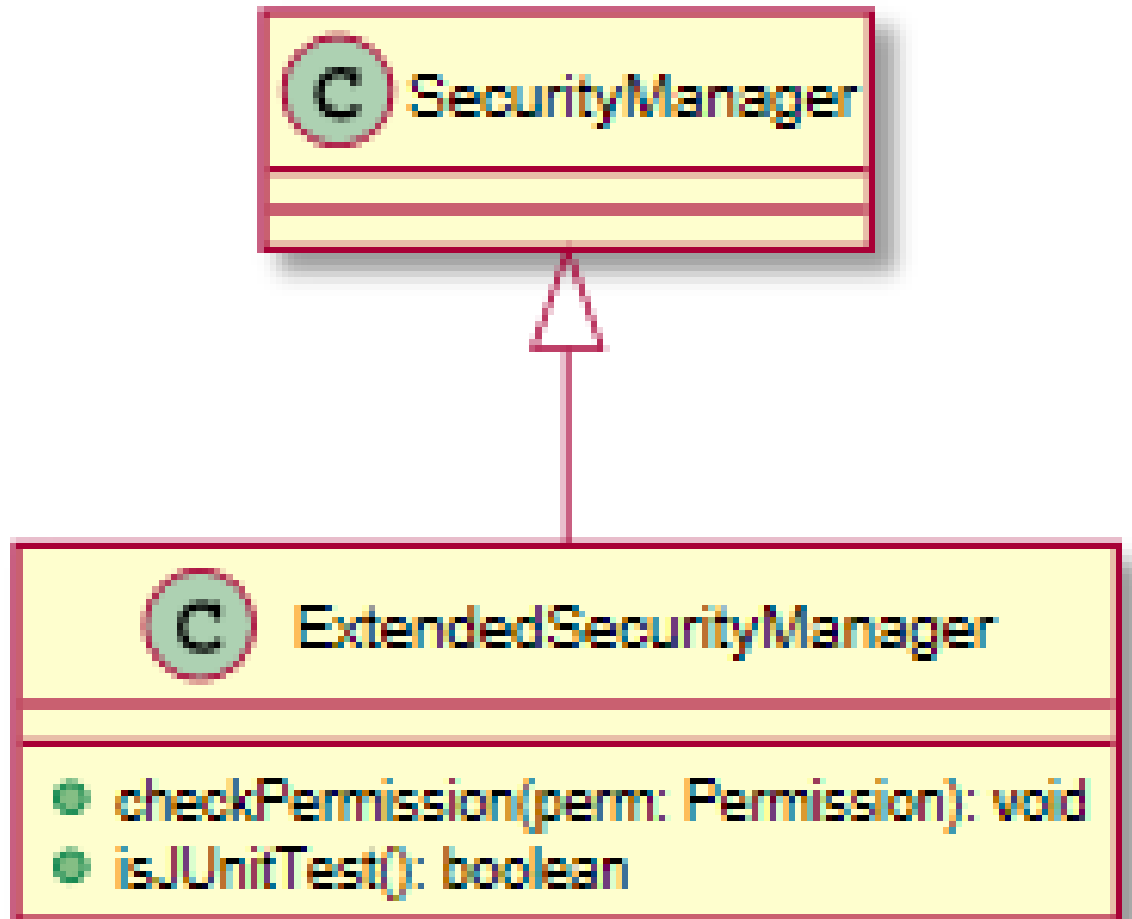 C SecurityManager
C ExtendedSecurityManager
checkPermission(perm: Permission): void
isJUnitTest(): boolean